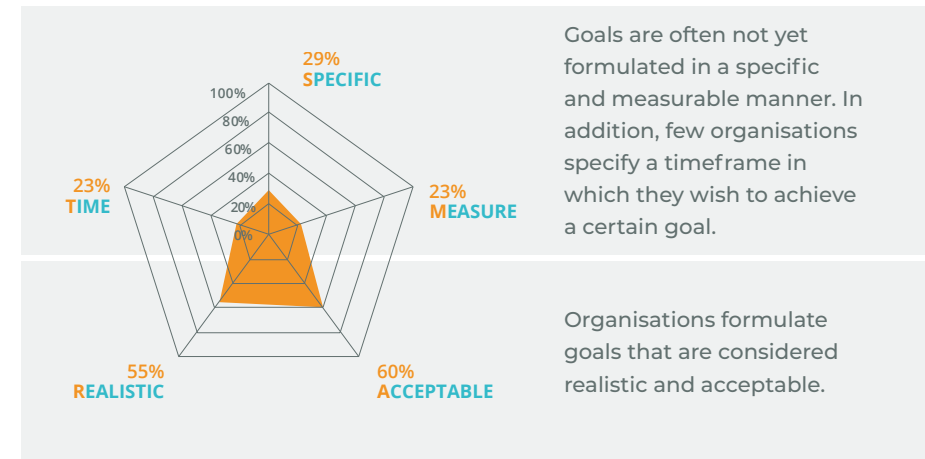 29%
SPECIFIC
100%
80%
60%
40%
20%
0%
23%
TIME
23%
MEASURE
55%
REALISTIC
60%
ACCEPTABLE
Goals are often not yet
formulated in a specific
and measurable manner. In
addition, few organisations
specify a timeframe in
which they wish to achieve
a certain goal.
Organisations formulate
goals that are considered
realistic and acceptable.